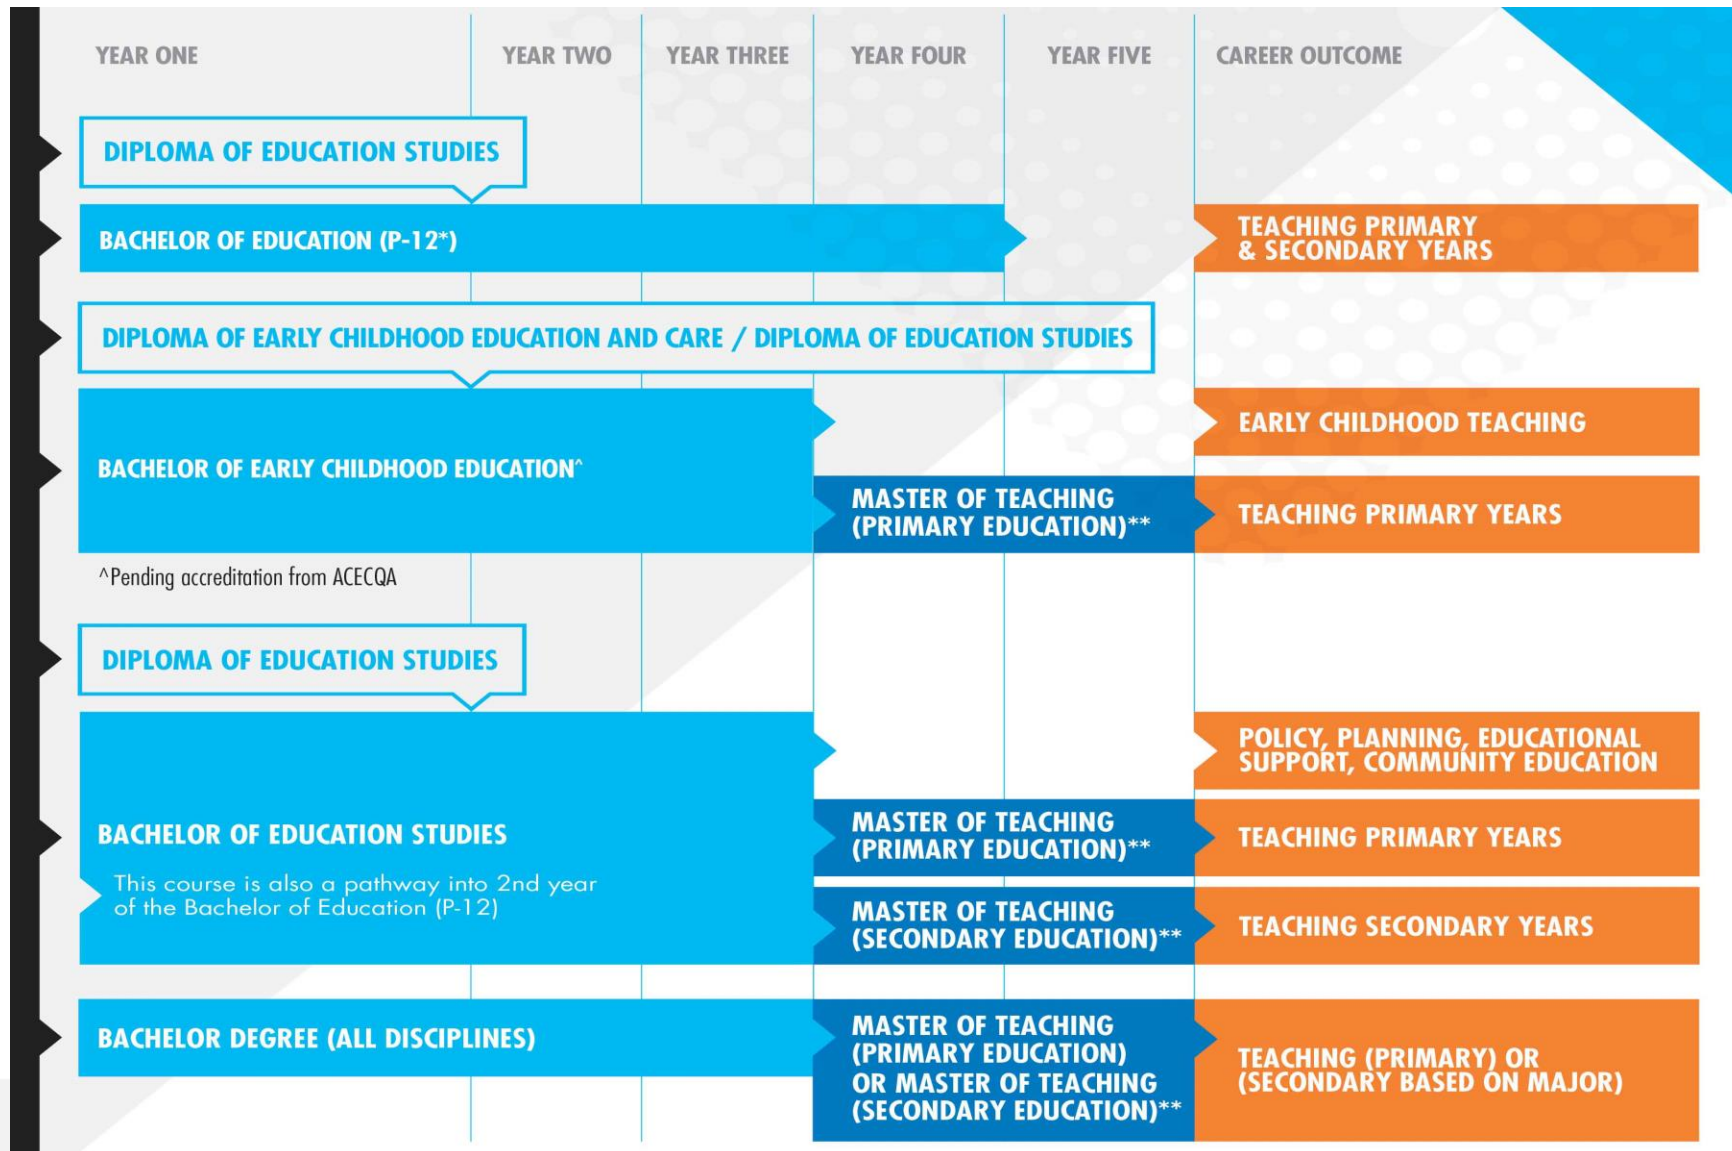 YEAR ONE
YEAR TWO
YEAR THREE
YEAR FOUR
YEAR FIVE
CAREER OUTCOME
DIPLOMA OF EDUCATION STUDIES
BACHELOR OF EDUCATION (P-12*)
TEACHING PRIMARY
& SECONDARY YEARS
DIPLOMA OF EARLY CHILDHOOD EDUCATION AND CARE / DIPLOMA OF EDUCATION STUDIES
BACHELOR OF EARLY CHILDHOOD EDUCATION^
EARLY CHILDHOOD TEACHING
MASTER OF TEACHING
(PRIMARY EDUCATION)**
TEACHING PRIMARY YEARS
^Pending accreditation from ACECQA
DIPLOMA OF EDUCATION STUDIES
BACHELOR OF EDUCATION STUDIES
This course is also a pathway into 2nd year
of the Bachelor of Education (P-12)
POLICY, PLANNING, EDUCATIONAL
SUPPORT, COMMUNITY EDUCATION
MASTER OF TEACHING
(PRIMARY EDUCATION)**
TEACHING PRIMARY YEARS
MASTER OF TEACHING
(SECONDARY EDUCATION)**
TEACHING SECONDARY YEARS
BACHELOR DEGREE (ALL DISCIPLINES)
MASTER OF TEACHING
(PRIMARY EDUCATION)
OR MASTER OF TEACHING
(SECONDARY EDUCATION)**
TEACHING (PRIMARY) OR
(SECONDARY BASED ON MAJOR)